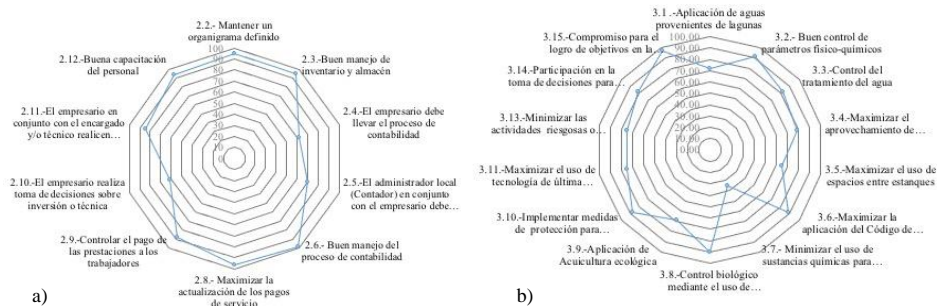 2.2.- Mantener un
organigrama definido
2.3.- Buen manejo de
inventario y almacén
2.4.-El empresario debe
llevar el proceso de
contabilidad
2.5.-El administrador local
(Contador) en conjunto
con el empresario debe…
2.6.- Buen manejo del
proceso de contabilidad
2.8.- Maximizar la
actualización de los pagos
de servicio
2.9.-Controlar el pago de
las prestaciones a los
trabajadores
2.10.-El empresario realiza
toma de decisiones sobre
inversión o técnica
2.11.-El empresario en
conjunto con el encargado
y/o técnico realicen…
2.12.-Buena capacitación
del personal
100
90
80
70
60
50
40
30
20
10
0
a)
3.1 .-Aplicación de aguas
provenientes de lagunas
3.2.- Buen control de
parámetros físico-químicos
3.3.-Control del
tratamiento del agua
3.4.-Maximizar el
aprovechamiento de…
3.5.-Maximizar el uso de
espacios entre estanques
3.6.-Maximizar la
aplicación del Código de…
3.7.- Minimizar el uso de
sustancias químicas para…
3.8.-Control biológico
mediante el uso de…
3.9.-Aplicación de
Acuicultura ecológica
3.10.-Implementar medidas
de protección para…
3.11.-Maximizar el uso de
tecnología de última…
3.13.-Minimizar las
actividades riesgosas o…
3.14.-Participación en la
toma de decisiones para…
3.15.-Compromiso para el
logro de objetivos en la…
100,00
90,00
80,00
70,00
60,00
50,00
40,00
30,00
20,00
10,00
0,00
b)